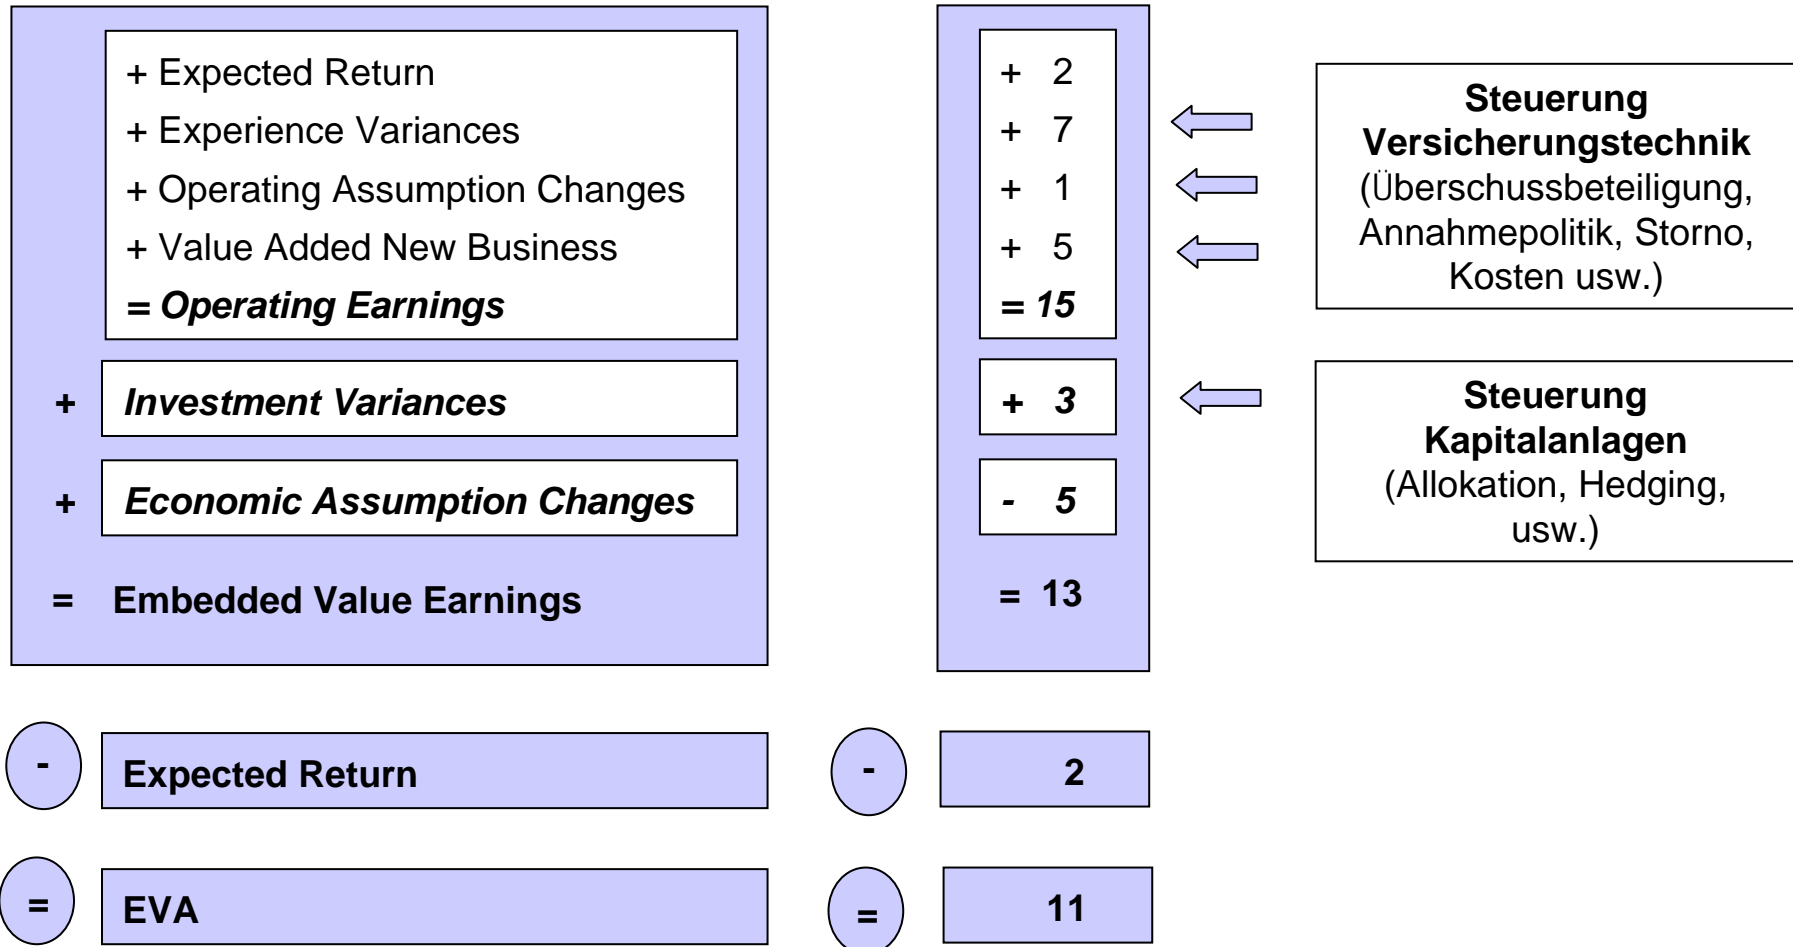 + Expected Return + 2
+ Experience Variances + 7
+ Operating Assumption Changes + 1
+ Value Added New Business + 5
= Operating Earnings = 15
+ Investment Variances + 3
+ Economic Assumption Changes - 5
= Embedded Value Earnings = 13
- Expected Return - 2
= EVA = 11
Steuerung
Versicherungstechnik
(Überschussbeteiligung,
Annahmepolitik, Storno,
Kosten usw.)
Steuerung
Kapitalanlagen
(Allokation, Hedging,
usw.)